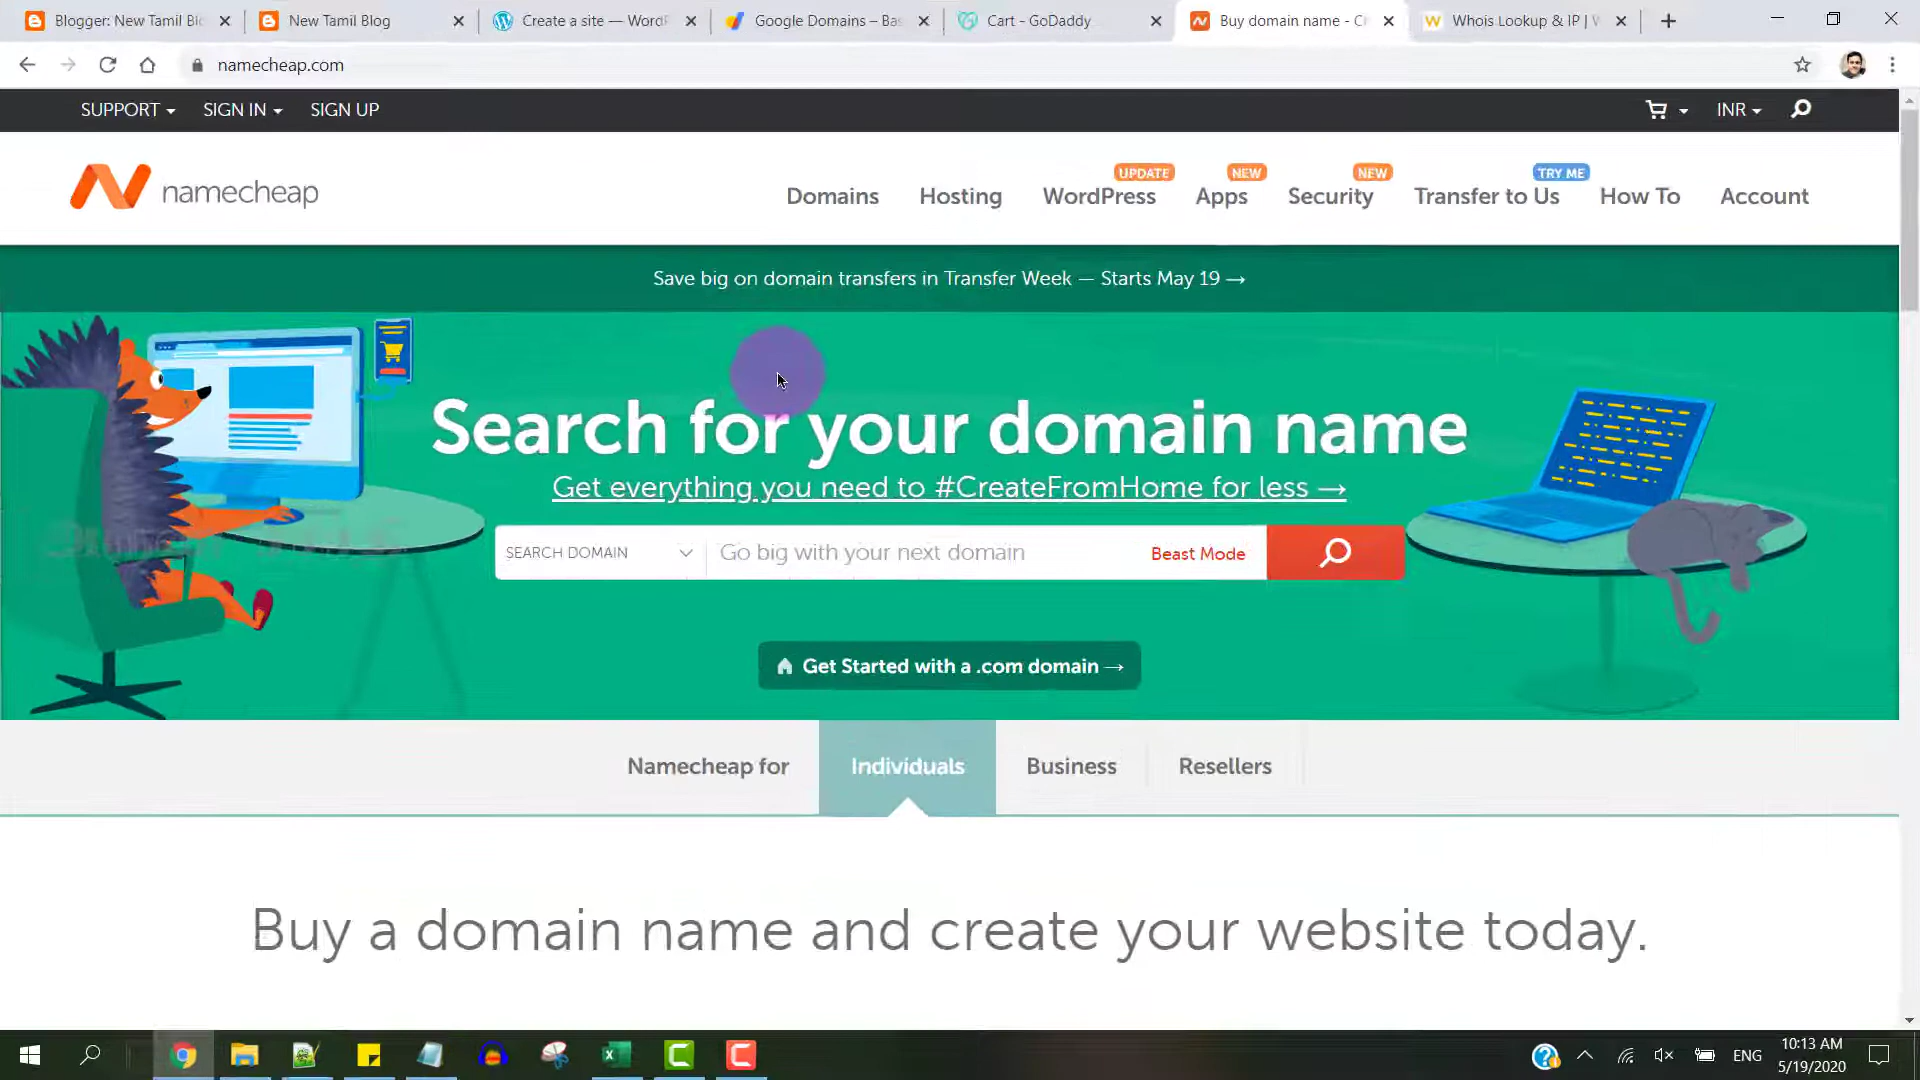 Blogger: New Tamil Bl
New Tamil Blog
Create a site — WordP
Google Domains – Bas
Cart - GoDaddy
Buy domain name - C
Whois Lookup & IP |
namecheap.com
SUPPORT
SIGN IN
SIGN UP
INR
UPDATE
NEW
NEW
TRY ME
namecheap
Domains
Hosting
WordPress
Apps
Security
Transfer to Us
How To
Account
Save big on domain transfers in Transfer Week — Starts May 19 →
Search for your domain name
Get everything you need to #CreateFromHome for less →
SEARCH DOMAIN
Go big with your next domain
Beast Mode
Get Started with a .com domain →
Namecheap for
Individuals
Business
Resellers
Buy a domain name and create your website today.
ENG
10:13 AM
5/19/2020